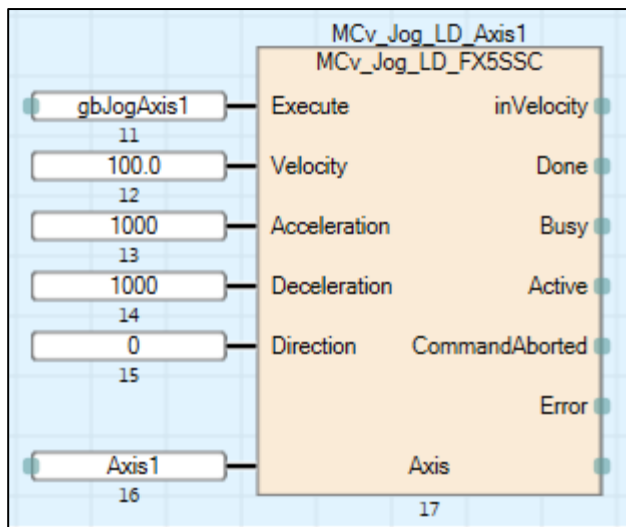 MCv_Jog_LD_Axis1
MCv_Jog_LD_FX5SSC
gbJogAxis1 Execute inVelocity
11
100.0 Velocity Done
12
1000 Acceleration Busy
13
1000 Deceleration Active
14
0 Direction CommandAborted
15
Error
Axis1 Axis
16 17